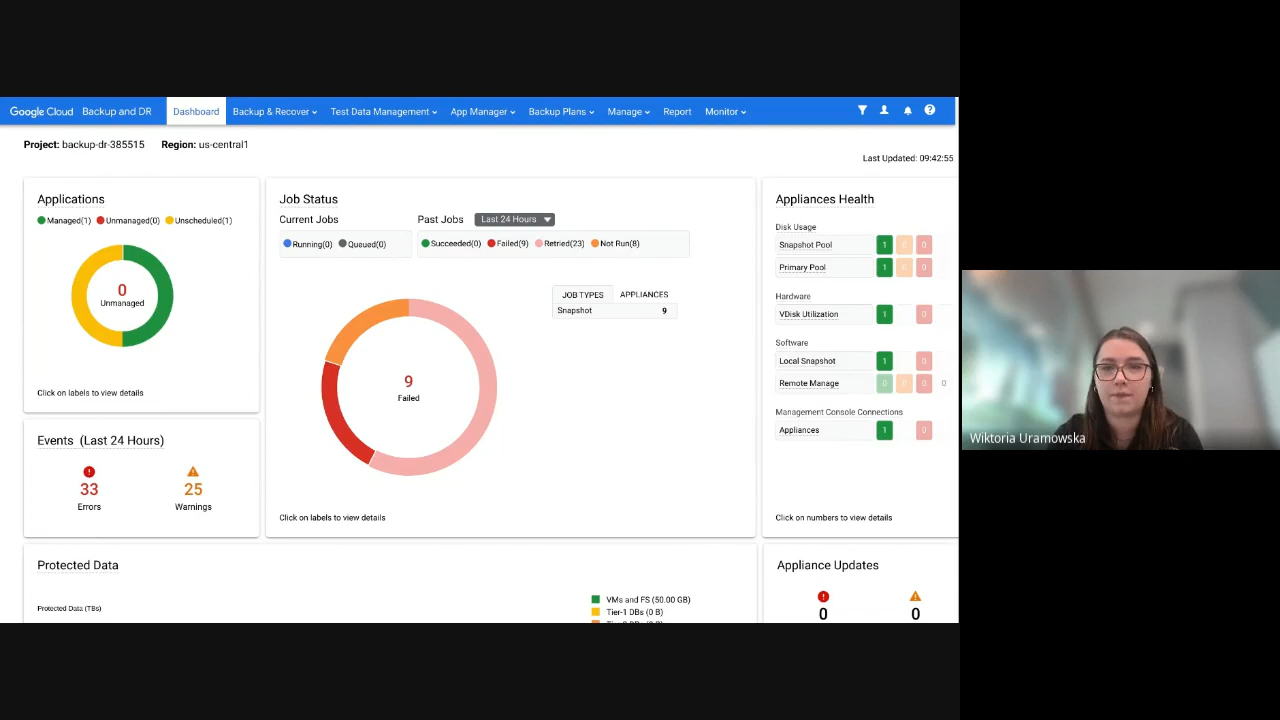 Google Cloud Backup and DR Dashboard Backup & Recover Test Data Management App Manager Backup Plans Manage Report Monitor
Project: backup-dr-385515 Region: us-central1
Last Updated: 09:42:55
Applications
Managed(1) Unmanaged(0) Unscheduled(1)
0
Unmanaged
Click on labels to view details
Events (Last 24 Hours)
33
Errors
25
Warnings
Job Status
Current Jobs
Running(0) Queued(0)
Past Jobs Last 24 Hours
Succeeded(0) Failed(9) Retried(23) Not Run(8)
JOB TYPES APPLIANCES
Snapshot 9
9
Failed
Click on labels to view details
Appliances Health
Disk Usage
Snapshot Pool 1 0 0
Primary Pool 1 0 0
Hardware
VDisk Utilization 1 0
Software
Local Snapshot 1 0
Remote Manage 0 0 0 0
Management Console Connections
Appliances 1 0
Click on numbers to view details
Protected Data
Protected Data (TBs)
VMs and FS (50.00 GB)
Tier-1 DBs (0 B)
Appliance Updates
0 0
Wiktoria Uramowska